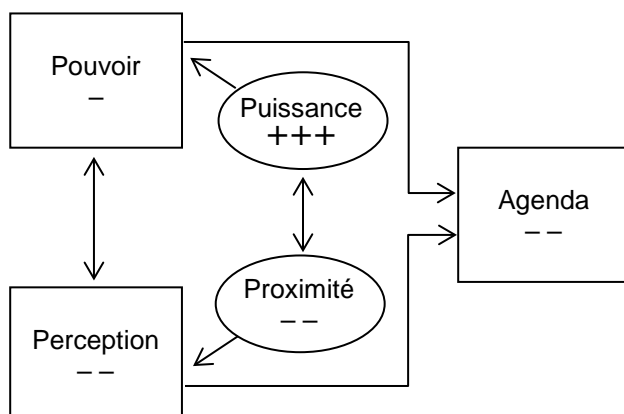 Pouvoir
–
Puissance
+++
Agenda
– –
Proximité
– –
Perception
– –